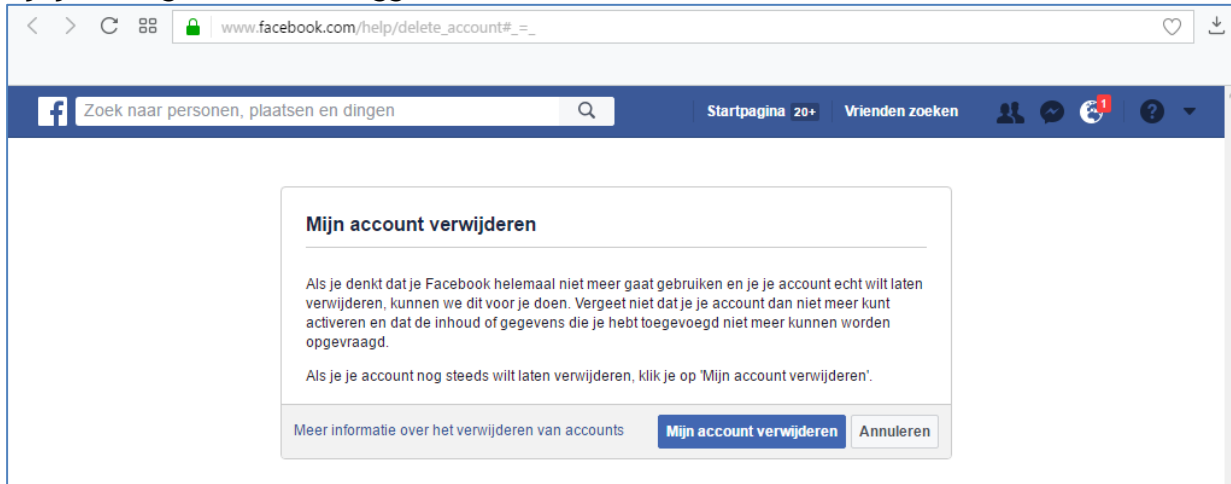 www.facebook.com/help/delete_account#_=_
f Zoek naar personen, plaatsen en dingen Startpagina 20+ Vrienden zoeken 1 ?
Mijn account verwijderen
Als je denkt dat je Facebook helemaal niet meer gaat gebruiken en je je account echt wilt laten
verwijderen, kunnen we dit voor je doen. Vergeet niet dat je je account dan niet meer kunt
activeren en dat de inhoud of gegevens die je hebt toegevoegd niet meer kunnen worden
opgevraagd.
Als je je account nog steeds wilt laten verwijderen, klik je op 'Mijn account verwijderen'.
Meer informatie over het verwijderen van accounts Mijn account verwijderen Annuleren